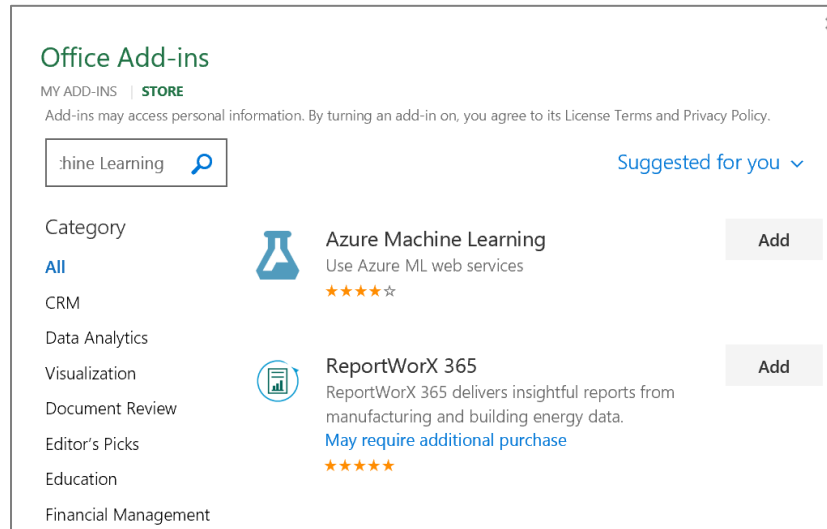 Office Add-ins
MY ADD-INS | STORE
Add-ins may access personal information. By turning an add-in on, you agree to its License Terms and Privacy Policy.
:hine Learning
Suggested for you
Category
All
CRM
Data Analytics
Visualization
Document Review
Editor's Picks
Education
Financial Management
Azure Machine Learning
Use Azure ML web services
Add
ReportWorX 365
ReportWorX 365 delivers insightful reports from
manufacturing and building energy data.
May require additional purchase
Add